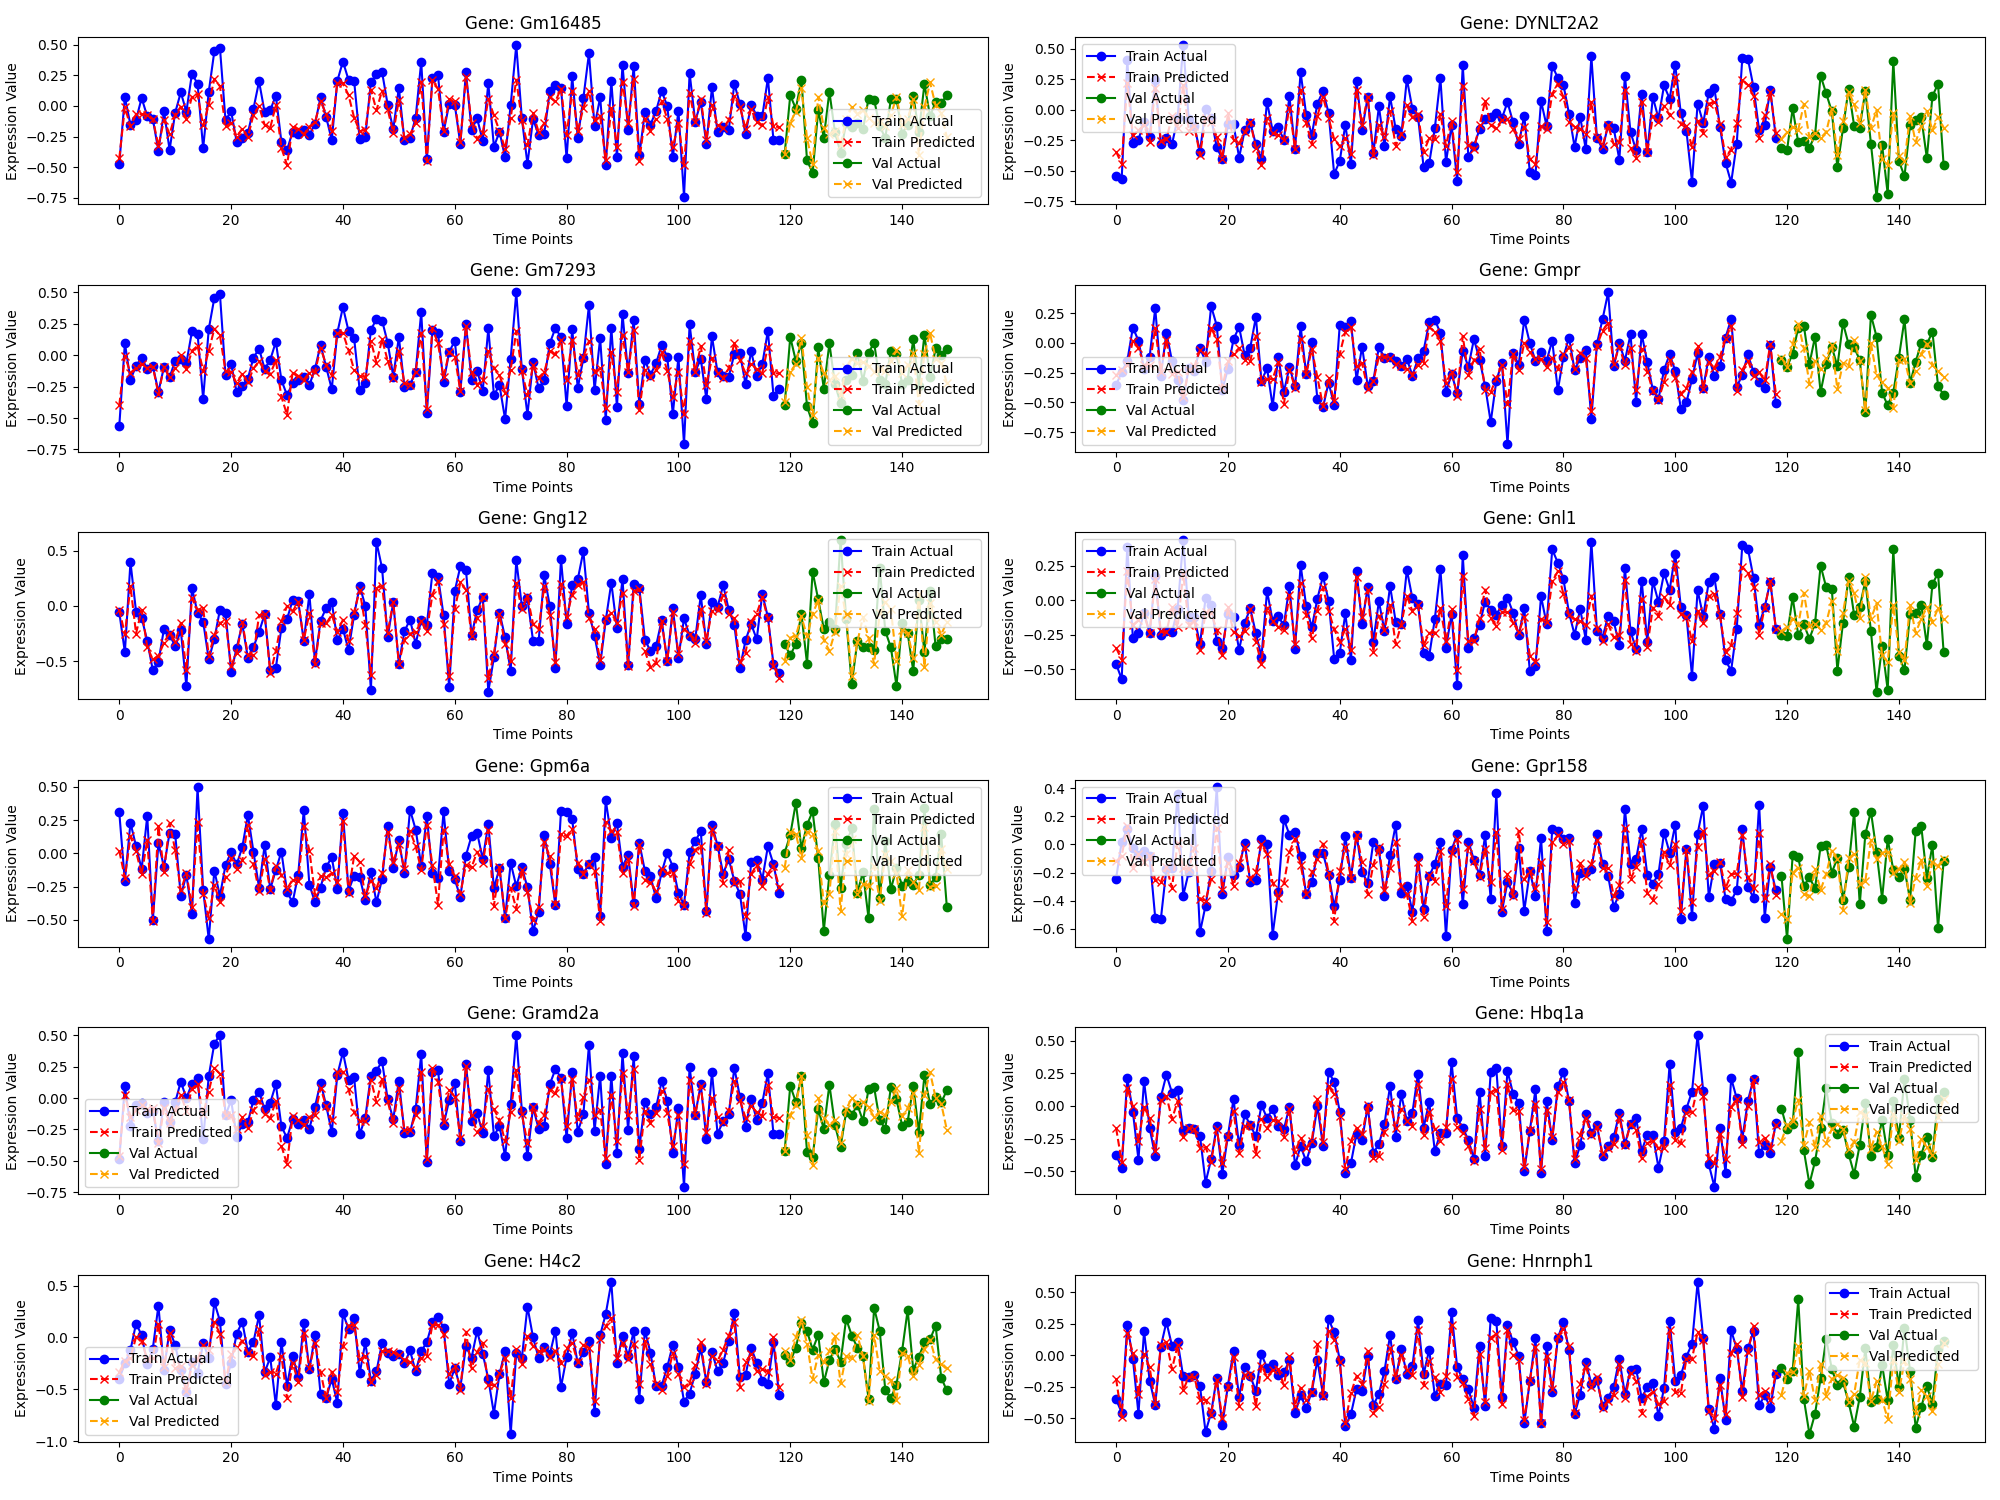 Gene: Gm16485
Expression Value
0.50
0.25
0.00
−0.25
−0.50
−0.75
Train Actual
Train Predicted
Val Actual
Val Predicted
0 20 40 60 80 100 120 140
Time Points
Gene: DYNLT2A2
Expression Value
0.50
0.25
0.00
−0.25
−0.50
−0.75
Train Actual
Train Predicted
Val Actual
Val Predicted
0 20 40 60 80 100 120 140
Time Points
Gene: Gm7293
Expression Value
0.50
0.25
0.00
−0.25
−0.50
−0.75
Train Actual
Train Predicted
Val Actual
Val Predicted
0 20 40 60 80 100 120 140
Time Points
Gene: Gmpr
Expression Value
0.25
0.00
−0.25
−0.50
−0.75
Train Actual
Train Predicted
Val Actual
Val Predicted
0 20 40 60 80 100 120 140
Time Points
Gene: Gng12
Expression Value
0.5
0.0
−0.5
Train Actual
Train Predicted
Val Actual
Val Predicted
0 20 40 60 80 100 120 140
Time Points
Gene: Gnl1
Expression Value
0.25
0.00
−0.25
−0.50
Train Actual
Train Predicted
Val Actual
Val Predicted
0 20 40 60 80 100 120 140
Time Points
Gene: Gpm6a
Expression Value
0.50
0.25
0.00
−0.25
−0.50
Train Actual
Train Predicted
Val Actual
Val Predicted
0 20 40 60 80 100 120 140
Time Points
Gene: Gpr158
Expression Value
0.4
0.2
0.0
−0.2
−0.4
−0.6
Train Actual
Train Predicted
Val Actual
Val Predicted
0 20 40 60 80 100 120 140
Time Points
Gene: Gramd2a
Expression Value
0.50
0.25
0.00
−0.25
−0.50
−0.75
Train Actual
Train Predicted
Val Actual
Val Predicted
0 20 40 60 80 100 120 140
Time Points
Gene: Hbq1a
Expression Value
0.50
0.25
0.00
−0.25
−0.50
Train Actual
Train Predicted
Val Actual
Val Predicted
0 20 40 60 80 100 120 140
Time Points
Gene: H4c2
Expression Value
0.5
0.0
−0.5
−1.0
Train Actual
Train Predicted
Val Actual
Val Predicted
0 20 40 60 80 100 120 140
Time Points
Gene: Hnrnph1
Expression Value
0.50
0.25
0.00
−0.25
−0.50
Train Actual
Train Predicted
Val Actual
Val Predicted
0 20 40 60 80 100 120 140
Time Points